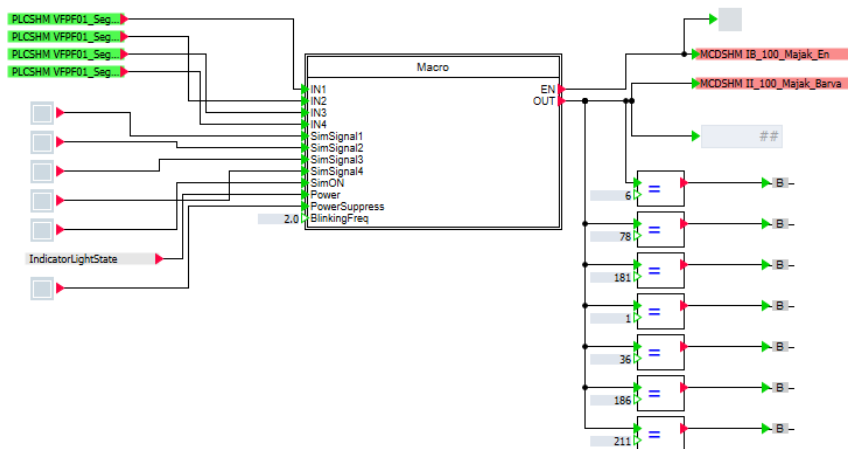 PLCSHM VFPF01_Seg...
PLCSHM VFPF01_Seg...
PLCSHM VFPF01_Seg...
PLCSHM VFPF01_Seg...
Macro
IN1
IN2
IN3
IN4
SimSignal1
SimSignal2
SimSignal3
SimSignal4
SimON
Power
PowerSuppress
BlinkingFreq
2.0
IndicatorLightState
EN
OUT
MCDSHM IB_100_Majak_En
MCDSHM II_100_Majak_Barva
##
6
=
B
78
=
B
181
=
B
1
=
B
36
=
B
186
=
B
211
=
B